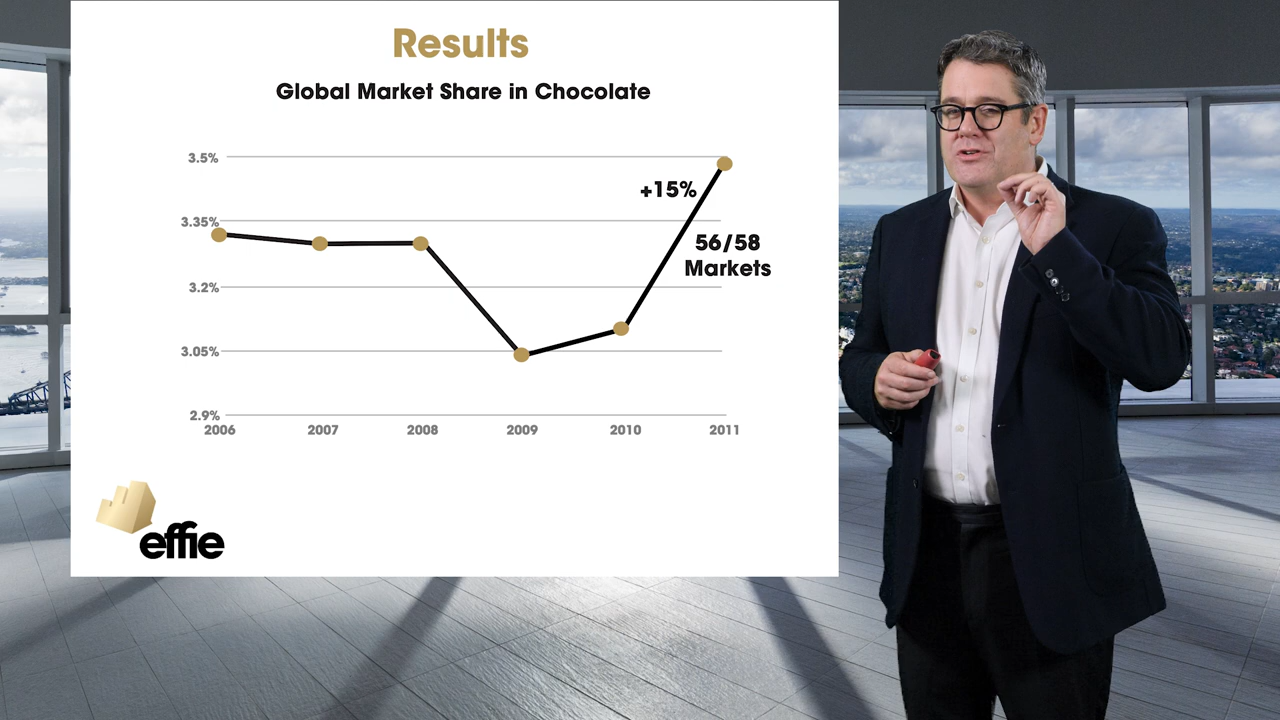 Results
Global Market Share in Chocolate
3.5%
+15%
3.35%
56/58
Markets
3.2%
3.05%
2.9%
2006 2007 2008 2009 2010 2011
effie